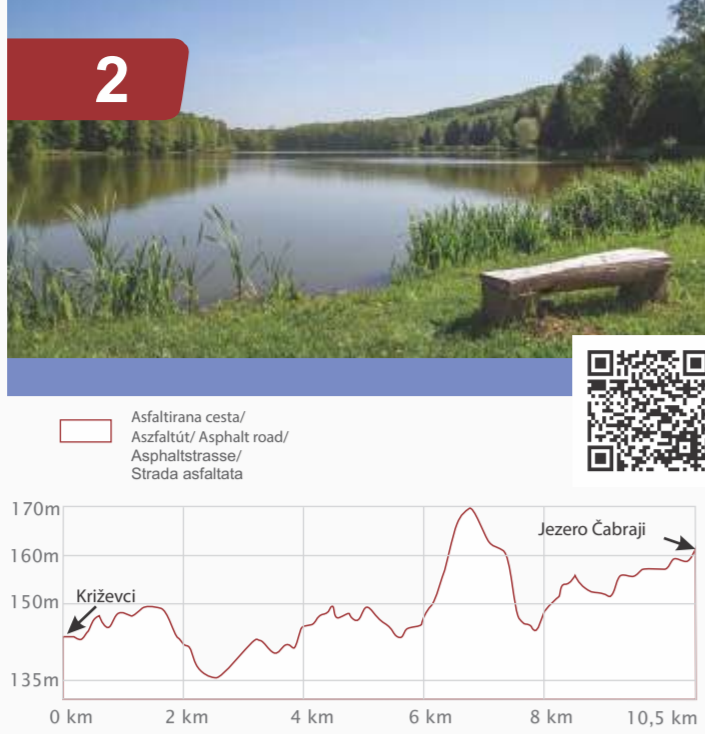 2
Asfaltirana cesta/
Aszfaltút/ Asphalt road/
Asphaltstrasse/
Strada asfaltata
170m
160m
150m
135m
Križevci
Jezero Čabraji
0 km
2 km
4 km
6 km
8 km
10,5 km